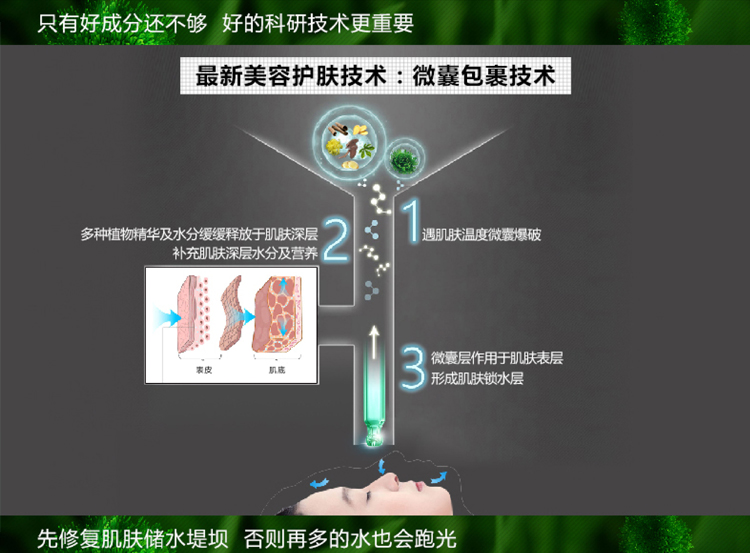 只有好成分还不够 好的科研技术更重要
最新美容护肤技术：微囊包裹技术
1
遇肌肤温度微囊爆破
2
多种植物精华及水分缓缓释放于肌肤深层
补充肌肤深层水分及营养
表皮 肌底
3
微囊层作用于肌肤表层
形成肌肤锁水层
先修复肌肤储水堤坝 否则再多的水也会跑光